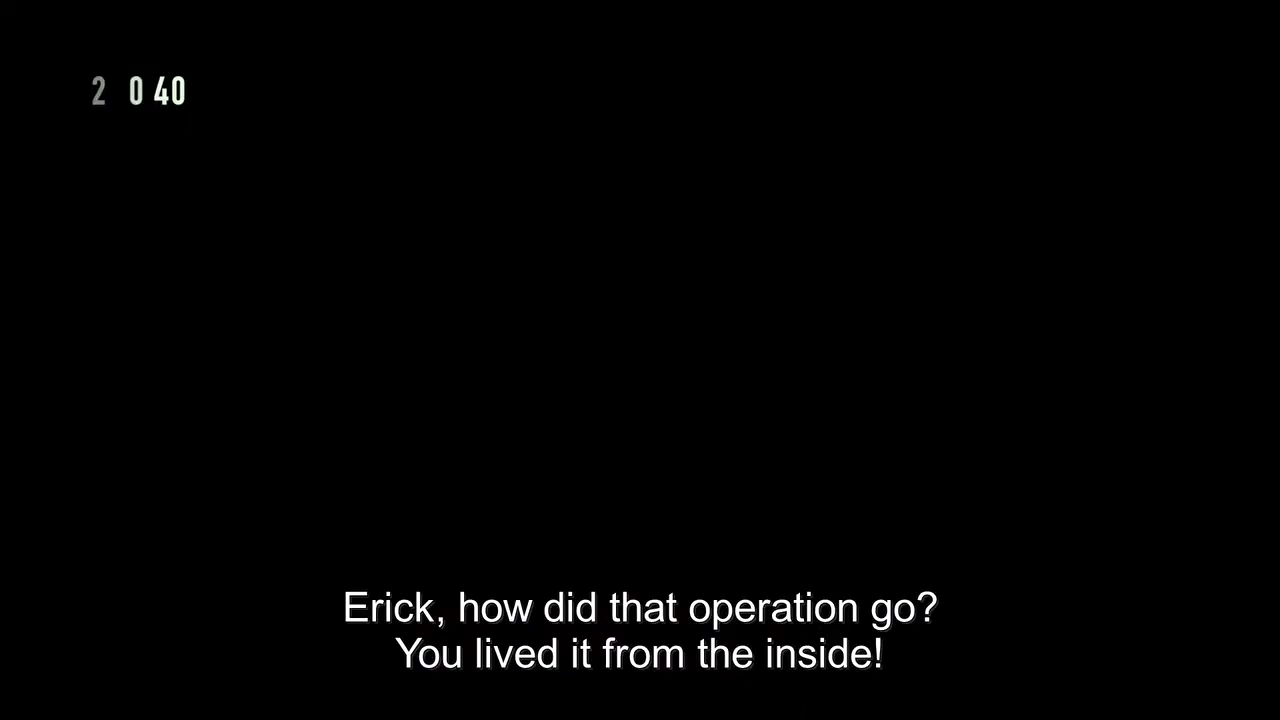 2 0 40
Erick, how did that operation go?
You lived it from the inside!